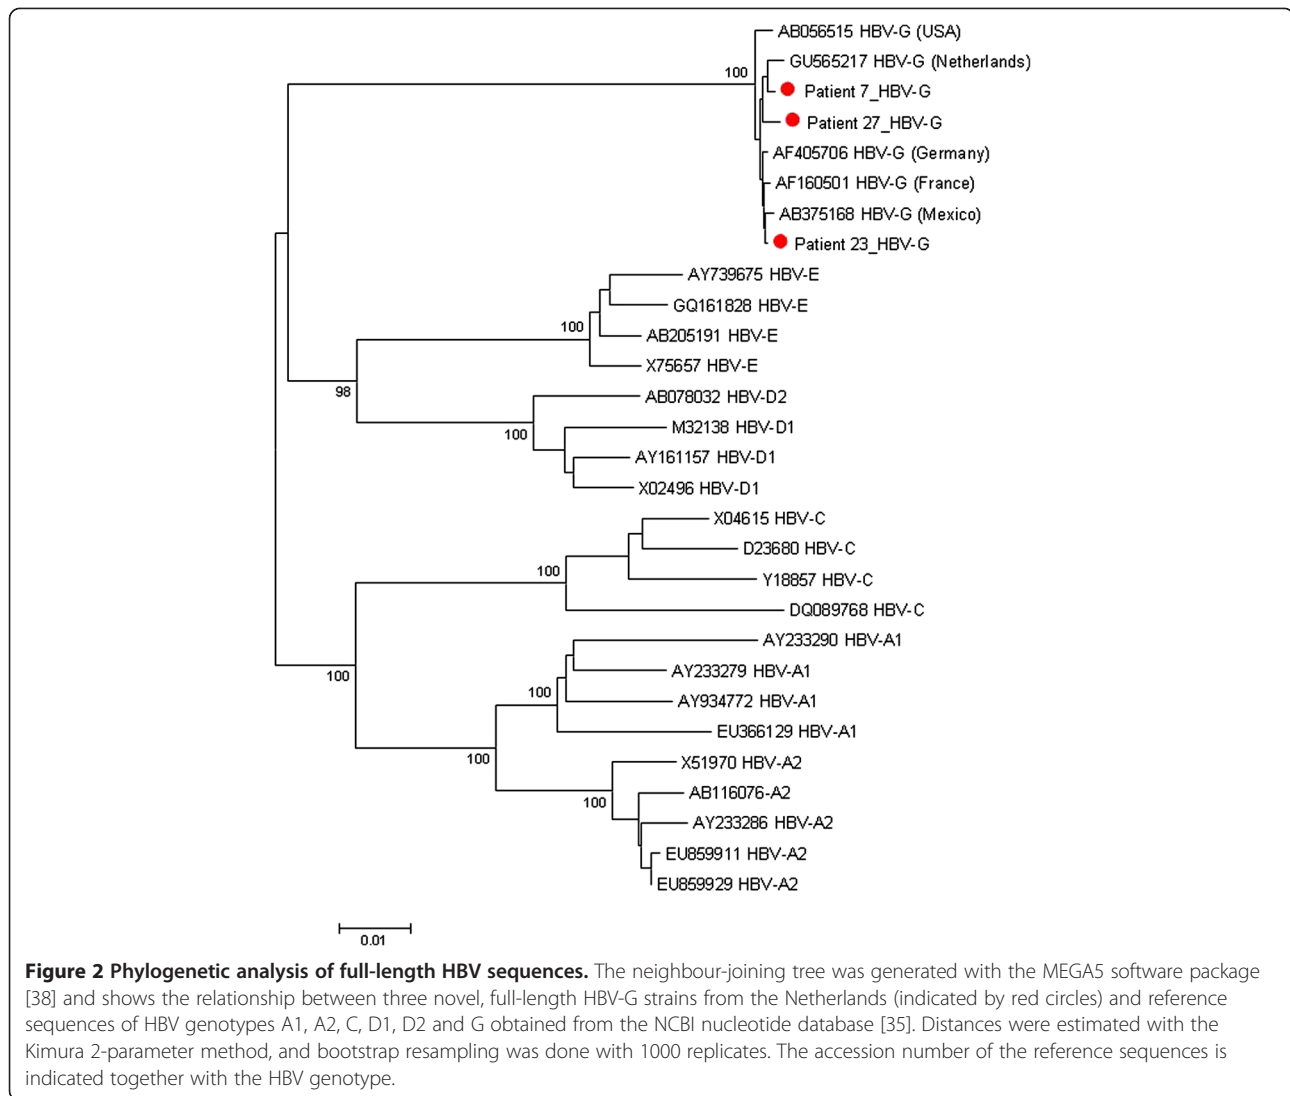 AB056515 HBV-G (USA)
GU565217 HBV-G (Netherlands)
100
Patient 7_HBV-G
Patient 27_HBV-G
AF405706 HBV-G (Germany)
AF160501 HBV-G (France)
AB375168 HBV-G (Mexico)
Patient 23_HBV-G
AY739675 HBV-E
GQ161828 HBV-E
100
AB205191 HBV-E
X75657 HBV-E
98
AB078032 HBV-D2
M32138 HBV-D1
100
AY161157 HBV-D1
X02496 HBV-D1
X04615 HBV-C
D23680 HBV-C
100
Y18857 HBV-C
DQ089768 HBV-C
AY233290 HBV-A1
AY233279 HBV-A1
100
100
AY934772 HBV-A1
EU366129 HBV-A1
100
X51970 HBV-A2
AB116076-A2
100
AY233286 HBV-A2
EU859911 HBV-A2
EU859929 HBV-A2
0.01
Figure 2 Phylogenetic analysis of full-length HBV sequences. The neighbour-joining tree was generated with the MEGA5 software package
[38] and shows the relationship between three novel, full-length HBV-G strains from the Netherlands (indicated by red circles) and reference
sequences of HBV genotypes A1, A2, C, D1, D2 and G obtained from the NCBI nucleotide database [35]. Distances were estimated with the
Kimura 2-parameter method, and bootstrap resampling was done with 1000 replicates. The accession number of the reference sequences is
indicated together with the HBV genotype.